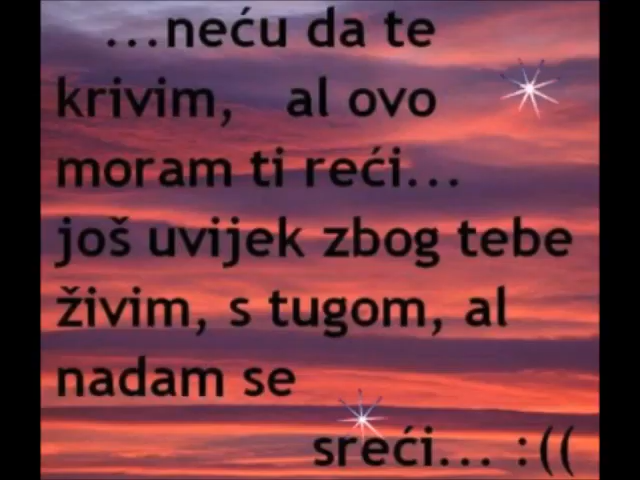 ...neću da te
krivim, al ovo
moram ti reći...
još uvijek zbog tebe
živim, s tugom, al
nadam se
sreći... :((